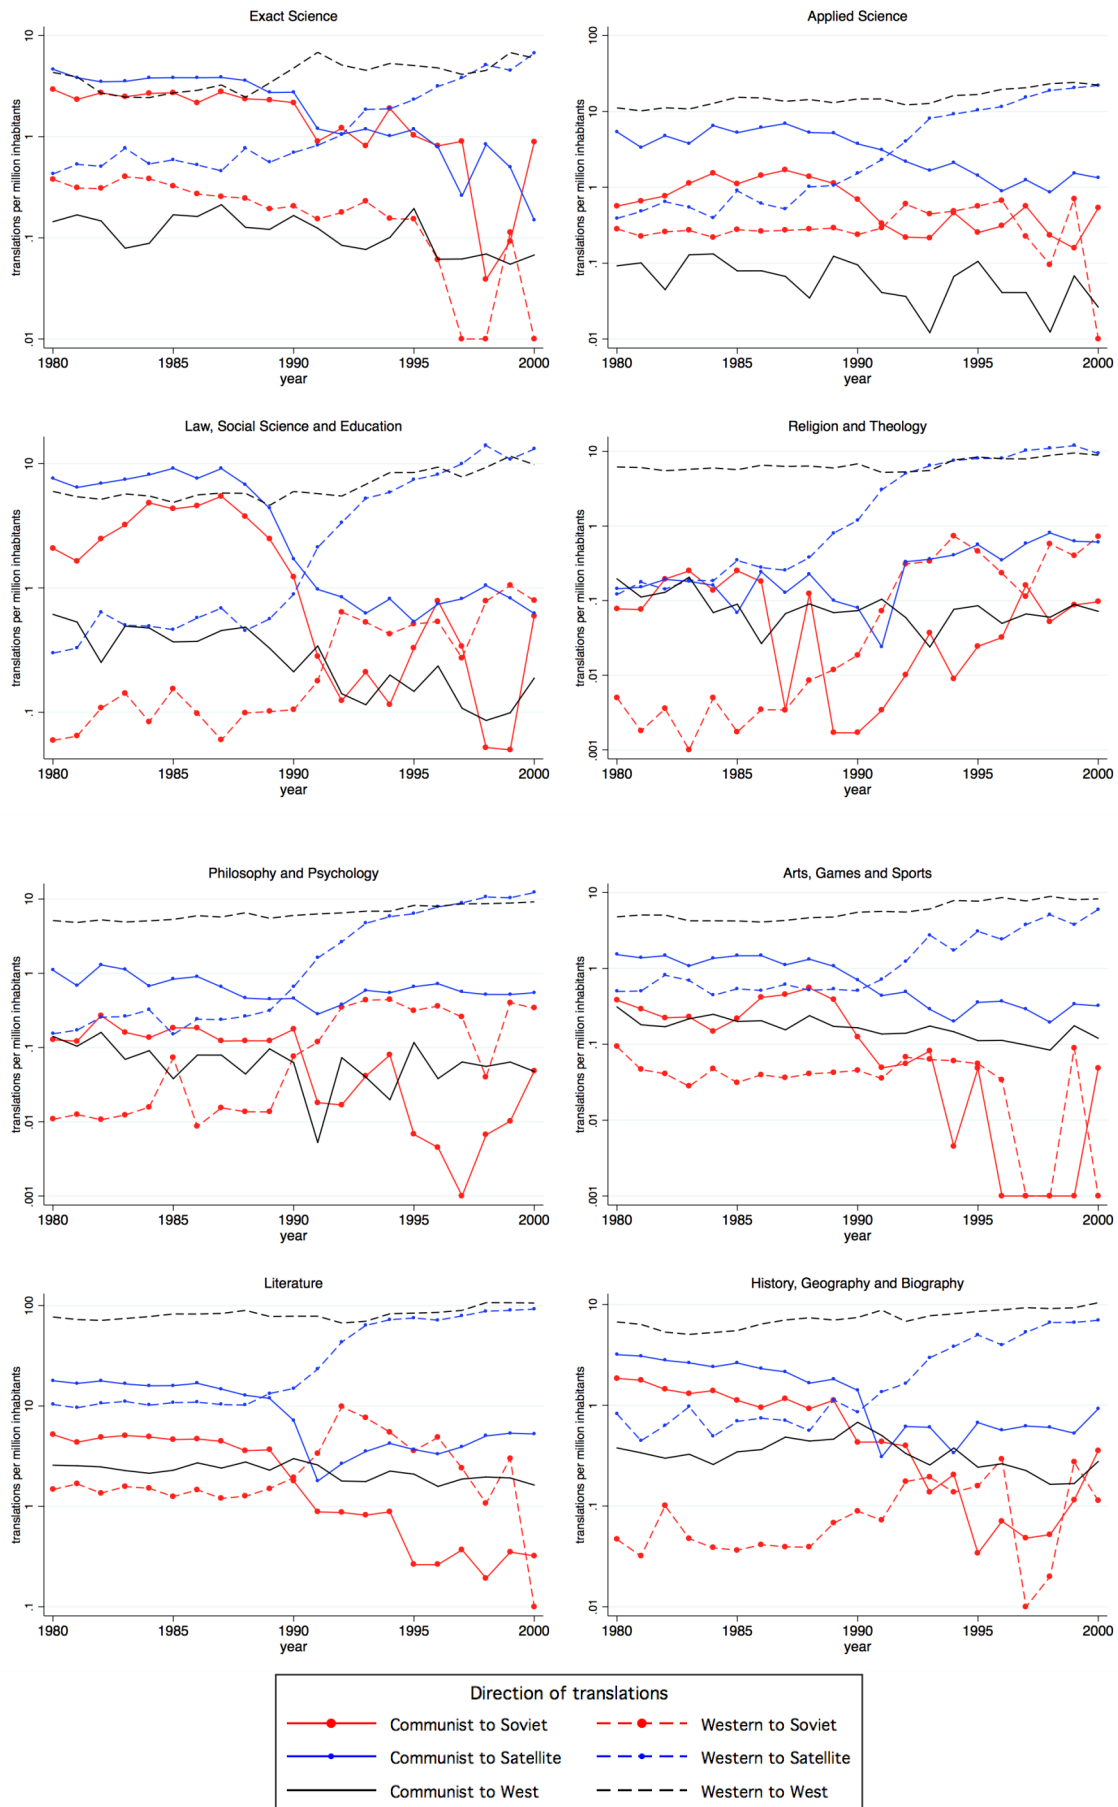 Exact Science
translations per million inhabitants
10
1
.1
.01
1980 1985 1990 1995 2000
year
Applied Science
translations per million inhabitants
100
10
1
.1
.01
1980 1985 1990 1995 2000
year
Law, Social Science and Education
translations per million inhabitants
10
1
.1
1980 1985 1990 1995 2000
year
Religion and Theology
translations per million inhabitants
10
1
.1
.01
.001
1980 1985 1990 1995 2000
year
Philosophy and Psychology
translations per million inhabitants
10
1
.1
.01
.001
1980 1985 1990 1995 2000
year
Arts, Games and Sports
translations per million inhabitants
10
1
.1
.01
.001
1980 1985 1990 1995 2000
year
Literature
translations per million inhabitants
100
10
1
.1
1980 1985 1990 1995 2000
year
History, Geography and Biography
translations per million inhabitants
10
1
.1
.01
1980 1985 1990 1995 2000
year
Direction of translations
Communist to Soviet Western to Soviet
Communist to Satellite Western to Satellite
Communist to West Western to West